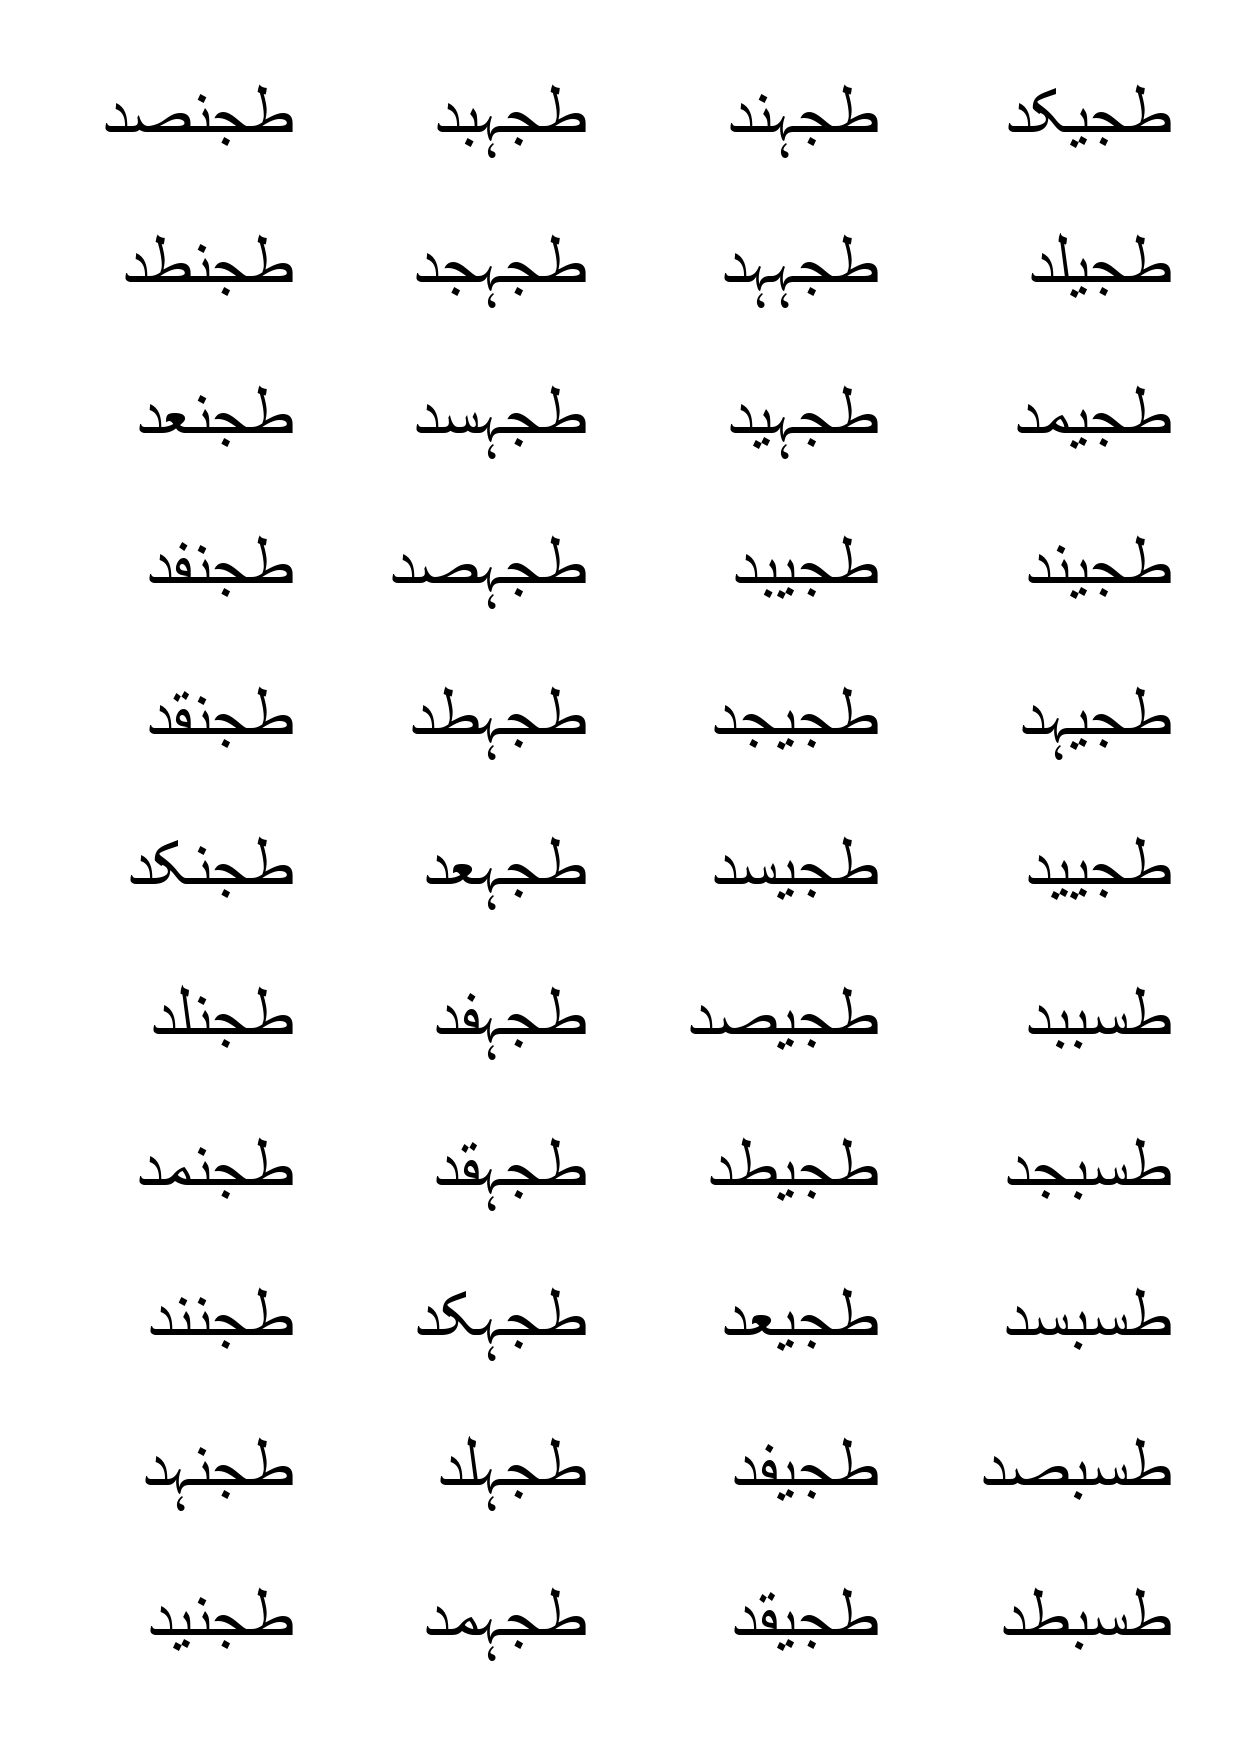 طجیکد طجہند طجہبد طجنصد
طجیلد طجہہد طجہجد طجنطد
طجیمد طجہید طجہسد طجنعد
طجیند طجیبد طجہصد طجنفد
طجیہد طجیجد طجہطد طجنقد
طجیید طجیسد طجہعد طجنکد
طسببد طجیصد طجہفد طجنلد
طسبجد طجیطد طجہقد طجنمد
طسبسد طجیعد طجہکد طجنند
طسبصد طجیفد طجہلد طجنہد
طسبطد طجیقد طجہمد طجنید